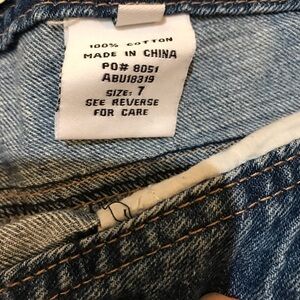 100% COTTON
MADE IN CHINA
PO# 8051
ABU18319
SIZE: 7
SEE REVERSE
FOR CARE